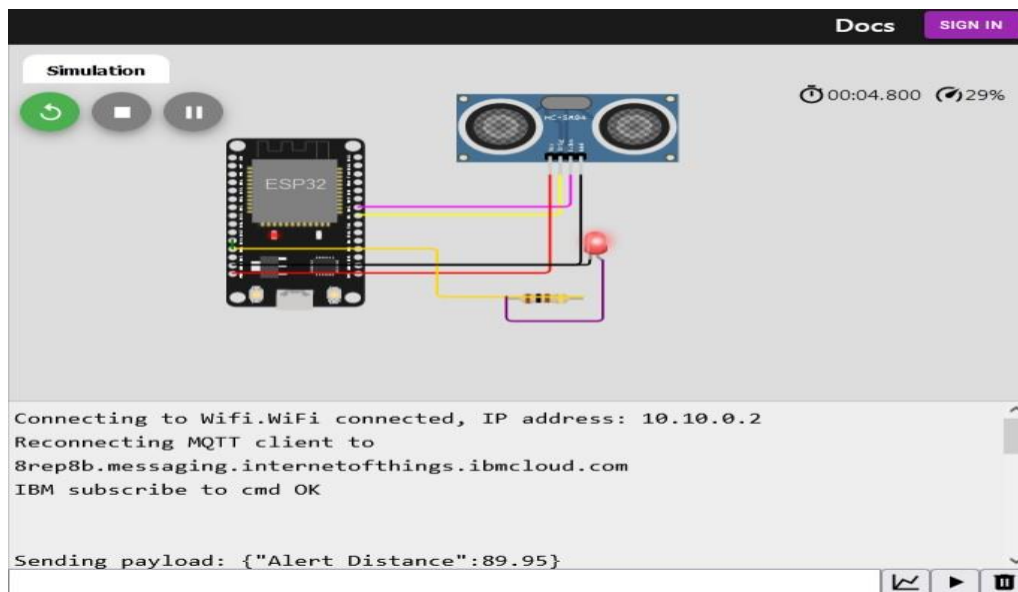 Docs
SIGN IN
Simulation
00:04.800 29%
HC-SR04
ESP32
Connecting to Wifi.WiFi connected, IP address: 10.10.0.2
Reconnecting MQTT client to
8rep8b.messaging.internetofthings.ibmcloud.com
IBM subscribe to cmd OK
Sending payload: {"Alert Distance":89.95}